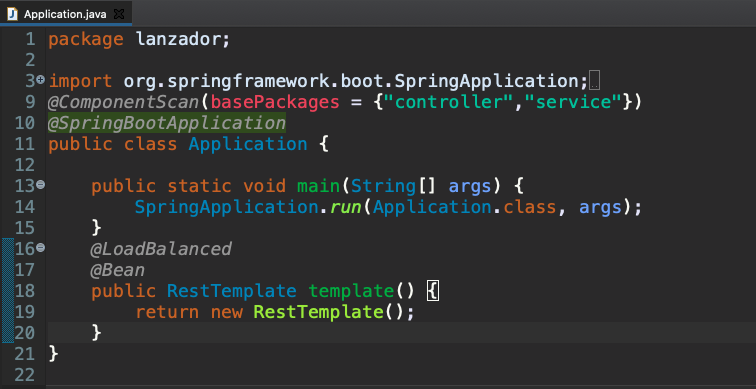 Application.java
1 package lanzador;
2
3 import org.springframework.boot.SpringApplication;
9 @ComponentScan(basePackages = {"controller","service"})
10 @SpringBootApplication
11 public class Application {
12
13     public static void main(String[] args) {
14         SpringApplication.run(Application.class, args);
15     }
16     @LoadBalanced
17     @Bean
18     public RestTemplate template() {
19         return new RestTemplate();
20     }
21 }
22